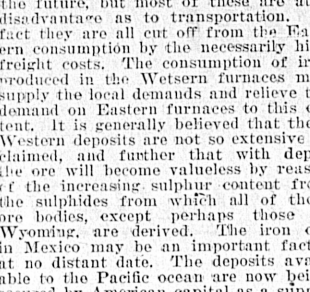 the future, but most of these are at
disadvantage as to transportation.
fact they are all cut off from the Ea
ern consumption by the necessarily hi
freight costs. The consumption of ir
produced in the Wetsern furnaces m
supply the local demands and relieve t
demand on Eastern furnaces to this e
tent. It is generally believed that the
Western deposits are not so extensive
claimed, and further that with dep
the ore will become valueless by reas
of the increasing sulphur content fr
the sulphides from which all of the
ore bodies, except perhaps those
Wyoming, are derived. The iron o
in Mexico may be an important fact
at no distant date. The deposits ava
able to the Pacific ocean are now bei
by American capital as a